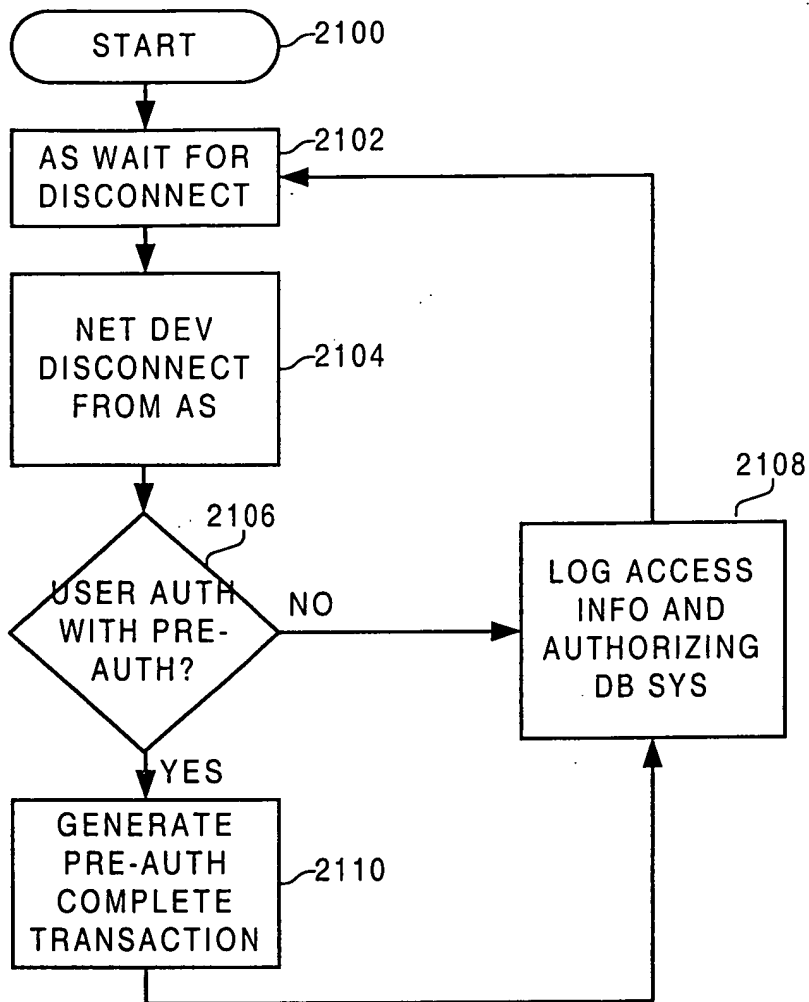 START
2100
AS WAIT FOR
DISCONNECT
2102
NET DEV
DISCONNECT
FROM AS
2104
2106
USER AUTH
WITH PRE-
AUTH?
NO
YES
2108
LOG ACCESS
INFO AND
AUTHORIZING
DB SYS
GENERATE
PRE-AUTH
COMPLETE
TRANSACTION
2110